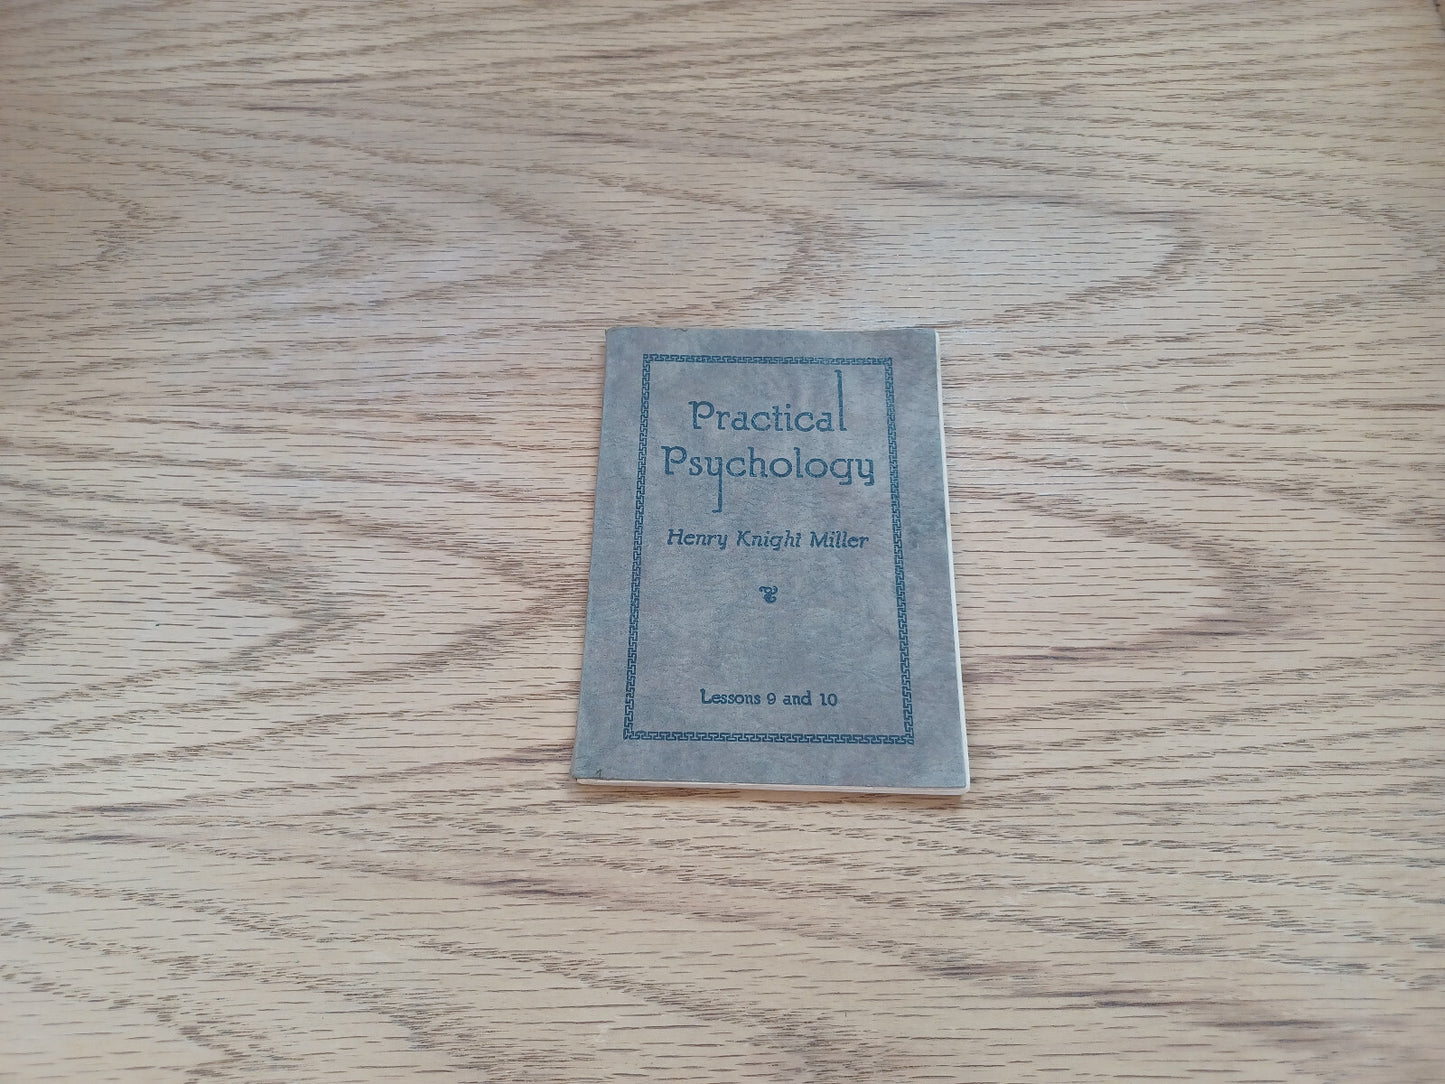 Practical
Psychology
Henry Knight Miller
Lessons 9 and 10